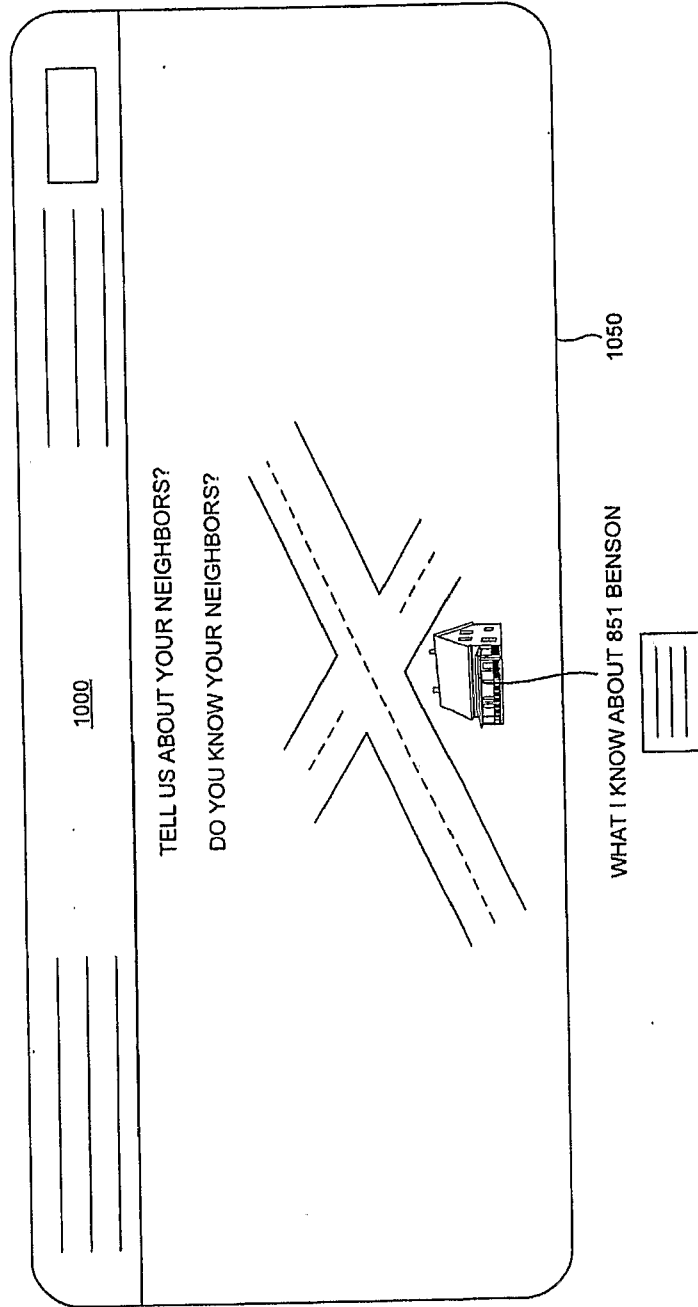 1000
TELL US ABOUT YOUR NEIGHBORS?
DO YOU KNOW YOUR NEIGHBORS?
1050
WHAT I KNOW ABOUT 851 BENSON